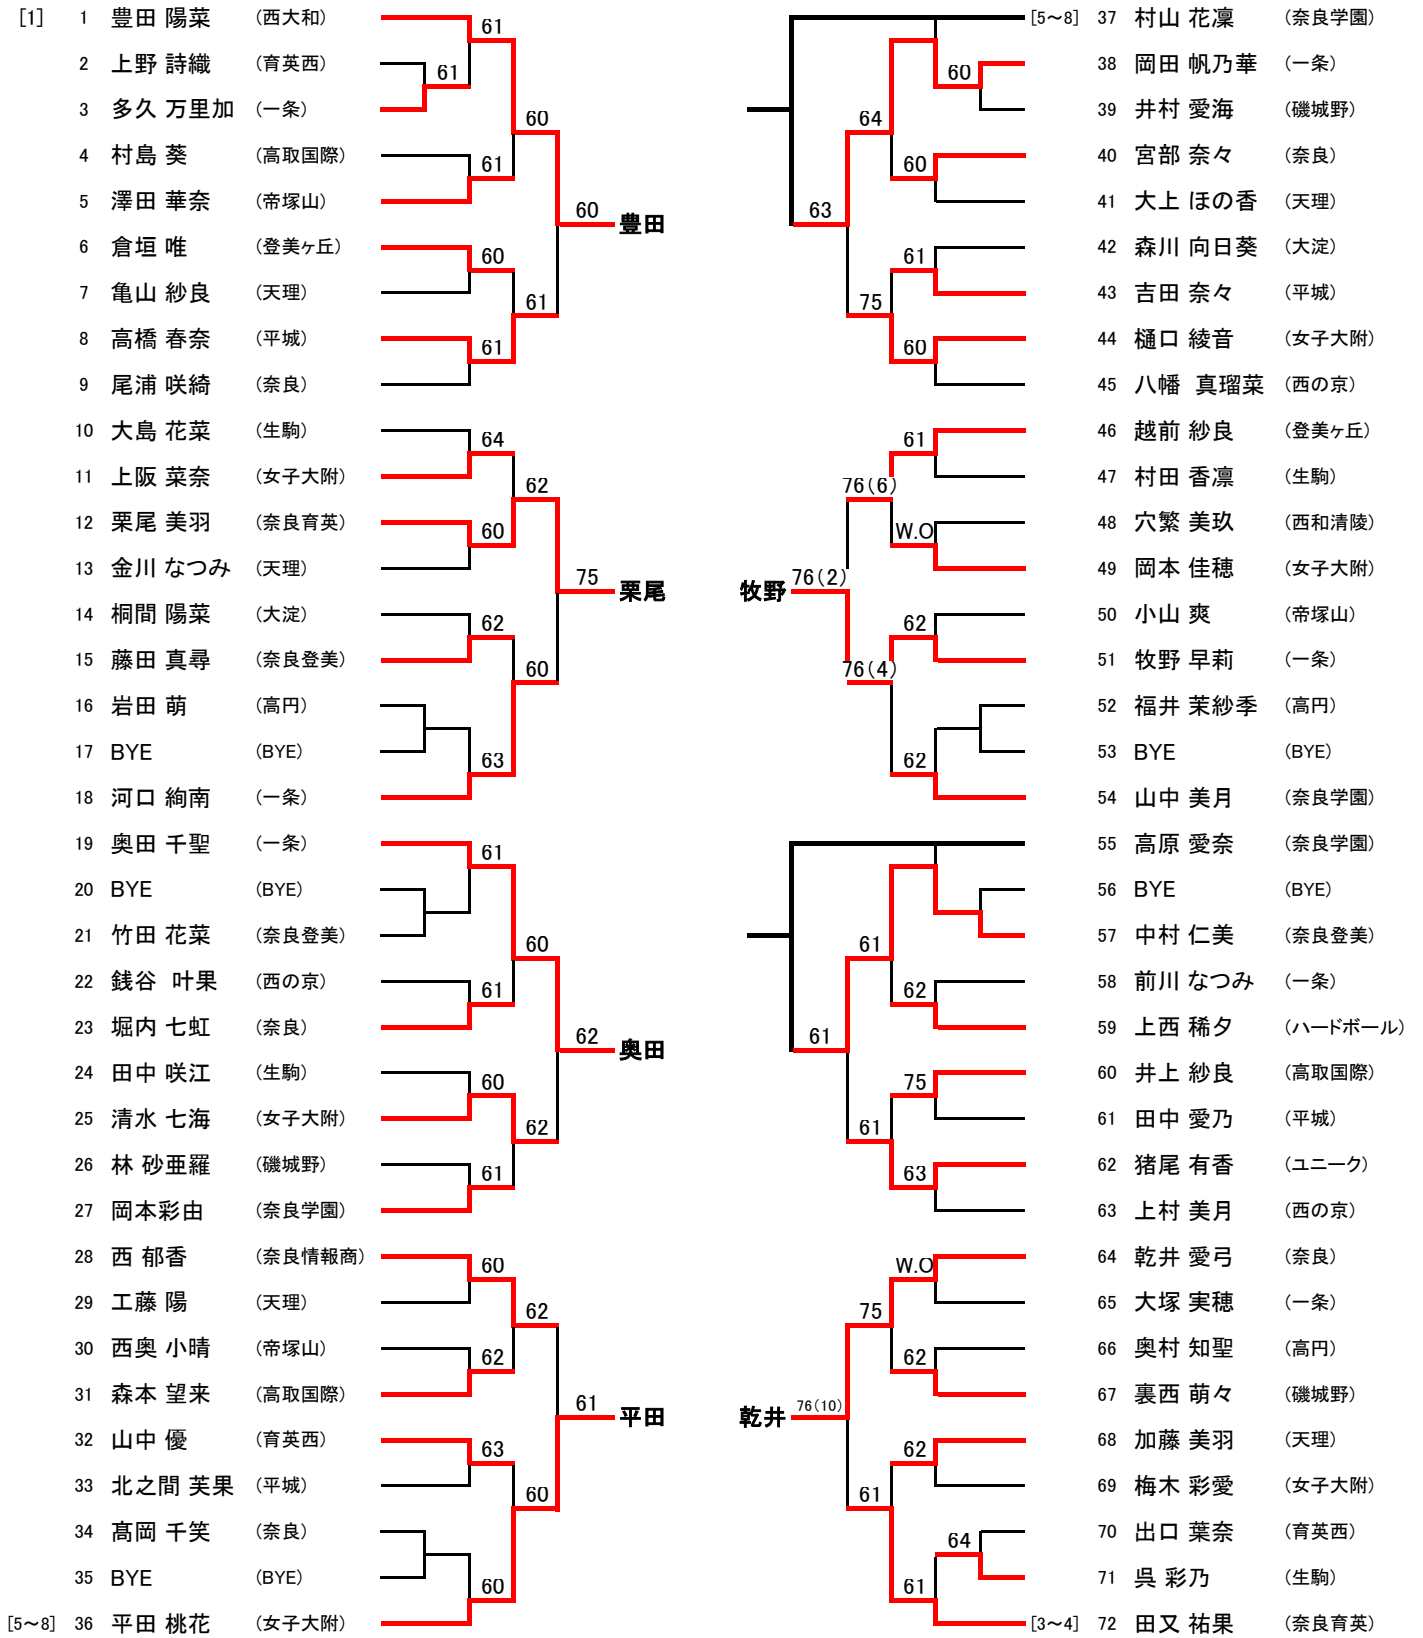 [1] 1 豊田 陽菜 (西大和)
61
2 上野 詩織 (育英西)
61
3 多久 万里加 (一条)
60
4 村島 葵 (高取国際)
61
5 澤田 華奈 (帝塚山)
60 豊田
6 倉垣 唯 (登美ヶ丘)
60
7 亀山 紗良 (天理)
61
8 高橋 春奈 (平城)
61
9 尾浦 咲綺 (奈良)
10 大島 花菜 (生駒)
64
11 上阪 菜奈 (女子大附)
62
12 栗尾 美羽 (奈良育英)
60
13 金川 なつみ (天理)
75 栗尾
14 桐間 陽菜 (大淀)
62
15 藤田 真尋 (奈良登美)
60
16 岩田 萌 (高円)
17 BYE (BYE)
63
18 河口 絢南 (一条)
19 奥田 千聖 (一条)
61
20 BYE (BYE)
21 竹田 花菜 (奈良登美)
60
22 銭谷 叶果 (西の京)
61
23 堀内 七虹 (奈良)
62 奥田
24 田中 咲江 (生駒)
60
25 清水 七海 (女子大附)
62
26 林 砂亜羅 (磯城野)
61
27 岡本彩由 (奈良学園)
28 西 郁香 (奈良情報商)
60
29 工藤 陽 (天理)
62
30 西奥 小晴 (帝塚山)
62
31 森本 望来 (高取国際)
61 平田
32 山中 優 (育英西)
63
33 北之間 芙果 (平城)
60
34 髙岡 千笑 (奈良)
35 BYE (BYE)
60
[5～8] 36 平田 桃花 (女子大附)
[5～8] 37 村山 花凜 (奈良学園)
60
38 岡田 帆乃華 (一条)
39 井村 愛海 (磯城野)
64
40 宮部 奈々 (奈良)
60
41 大上 ほの香 (天理)
63
42 森川 向日葵 (大淀)
61
43 吉田 奈々 (平城)
75
44 樋口 綾音 (女子大附)
60
45 八幡 真瑠菜 (西の京)
46 越前 紗良 (登美ヶ丘)
61
47 村田 香凛 (生駒)
76(6)
48 穴繁 美玖 (西和清陵)
W.O
49 岡本 佳穂 (女子大附)
牧野 76(2)
50 小山 爽 (帝塚山)
62
51 牧野 早莉 (一条)
76(4)
52 福井 茉紗季 (高円)
53 BYE (BYE)
62
54 山中 美月 (奈良学園)
55 高原 愛奈 (奈良学園)
56 BYE (BYE)
57 中村 仁美 (奈良登美)
61
58 前川 なつみ (一条)
62
59 上西 稀夕 (ハードボール)
61
60 井上 紗良 (高取国際)
75
61 田中 愛乃 (平城)
61
62 猪尾 有香 (ユニーク)
63
63 上村 美月 (西の京)
64 乾井 愛弓 (奈良)
W.O
65 大塚 実穂 (一条)
75
66 奥村 知聖 (高円)
62
67 裏西 萌々 (磯城野)
乾井 76(10)
68 加藤 美羽 (天理)
62
69 梅木 彩愛 (女子大附)
61
70 出口 葉奈 (育英西)
64
71 呉 彩乃 (生駒)
61
[3～4] 72 田又 祐果 (奈良育英)